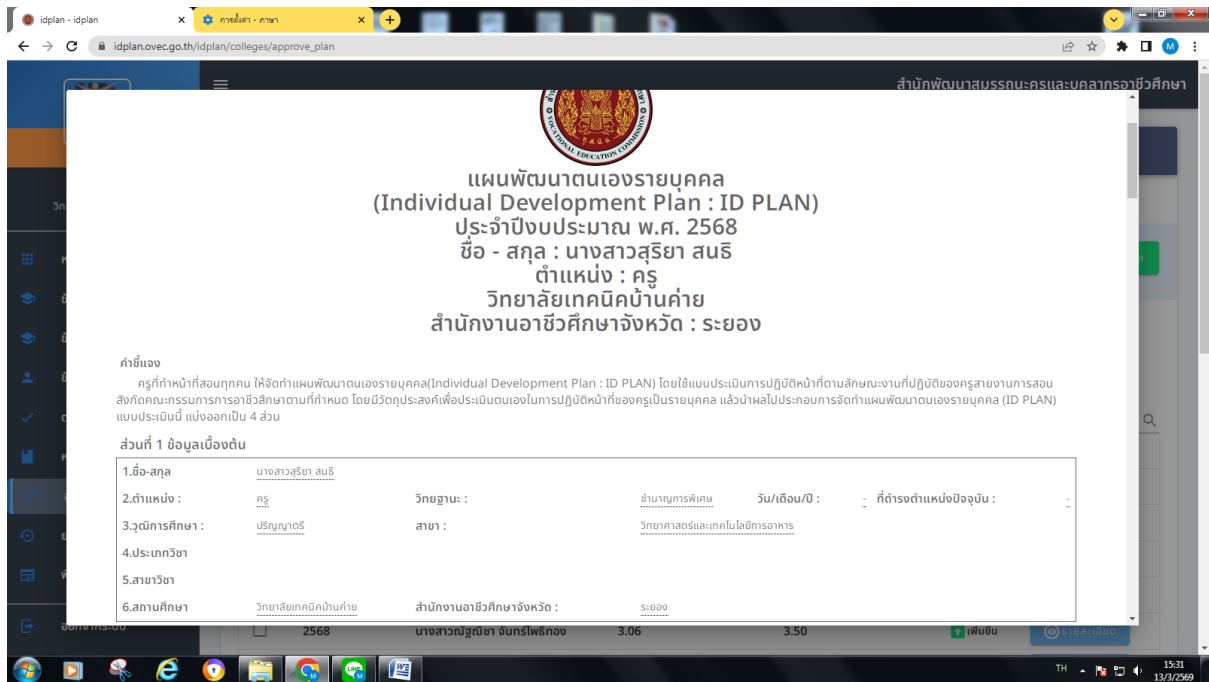 idplan - idplan
การตั้งค่า - ภาษา
idplan.ovec.go.th/idplan/colleges/approve_plan
สำนักพัฒนาสมรรถนะครูและบุคลากรอาชีวศึกษา
VOCATIONAL EDUCATION COMMISSION
แผนพัฒนาตนเองรายบุคคล
(Individual Development Plan : ID PLAN)
ประจำปีงบประมาณ พ.ศ. 2568
ชื่อ - สกุล : นางสาวสุริยา สนธิ
ตำแหน่ง : ครู
วิทยาลัยเทคนิคบ้านค่าย
สำนักงานอาชีวศึกษาจังหวัด : ระยอง
คำชี้แจง
ครูที่ทำหน้าที่สอนทุกคน ให้จัดทำแผนพัฒนาตนเองรายบุคคล(Individual Development Plan : ID PLAN) โดยใช้แบบประเมินการปฏิบัติหน้าที่ตามลักษณะงานที่ปฏิบัติของครูสายงานการสอน
สังกัดคณะกรรมการการอาชีวสึกษาตามที่กำหนด โดยมีวัตถุประสงค์เพื่อประเมินตนเองในการปฏิบัติหน้าที่ของครูเป็นรายบุคคล แล้วนำผลไปประกอบการจัดทำแผนพัฒนาตนเองรายบุคคล (ID PLAN)
แบบประเมินนี้ แบ่งออกเป็น 4 ส่วน
ส่วนที่ 1 ข้อมูลเบื้องต้น
1.ชื่อ-สกุล นางสาวสุริยา สนธิ
2.ตำแหน่ง : ครู วิทยฐานะ : ชำนาญการพิเศษ วัน/เดือน/ปี : - ที่ดำรงตำแหน่งปัจจุบัน : -
3.วุฒิการศึกษา : ปริญญาตรี สาขา : วิทยาศาสตร์และเทคโนโลยีการอาหาร
4.ประเภทวิชา
5.สาขาวิชา
6.สถานศึกษา วิทยาลัยเทคนิคบ้านค่าย สำนักงานอาชีวศึกษาจังหวัด : ระยอง
ออกจากระบบ 2568 นางสาวณัฐณิชา จันทร์โพธิ์ทอง 3.06 3.50 เพิ่มขึ้น รายละเอียด
TH 15:31
13/3/2569